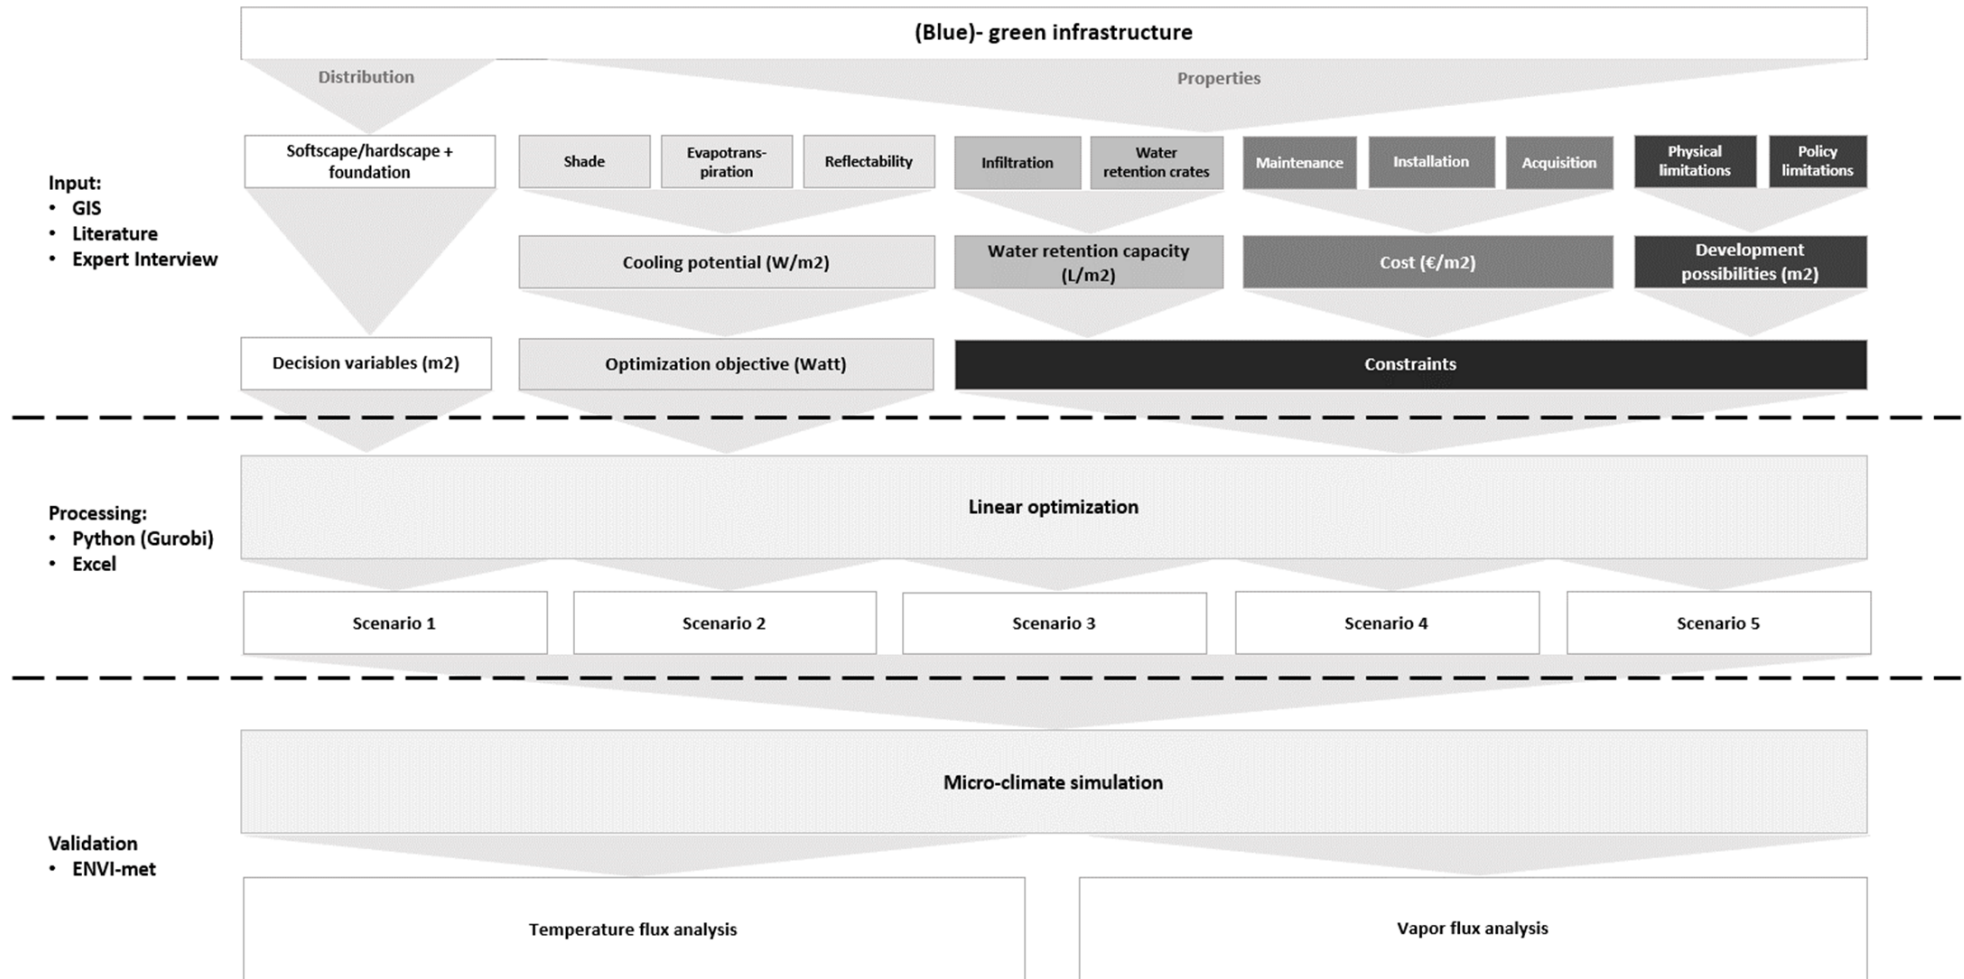 (Blue)- green infrastructure
Distribution
Properties
Softscape/hardscape +
foundation
Shade
Evapotrans-
piration
Reflectability
Infiltration
Water
retention crates
Maintenance
Installation
Acquisition
Physical
limitations
Policy
limitations
Input:
• GIS
• Literature
• Expert Interview
Cooling potential (W/m2)
Water retention capacity
(L/m2)
Cost (€/m2)
Development
possibilities (m2)
Decision variables (m2)
Optimization objective (Watt)
Constraints
Processing:
• Python (Gurobi)
• Excel
Linear optimization
Scenario 1
Scenario 2
Scenario 3
Scenario 4
Scenario 5
Micro-climate simulation
Validation
• ENVI-met
Temperature flux analysis
Vapor flux analysis